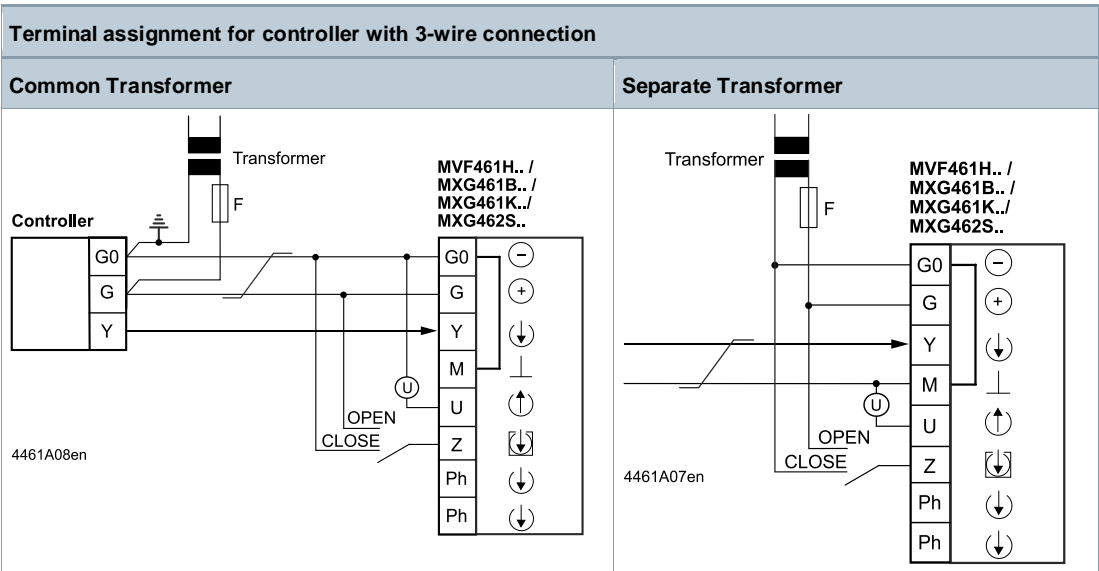 Terminal assignment for controller with 3-wire connection
Common Transformer
Transformer
F
MVF461H.. /
MXG461B.. /
MXG461K../
MXG462S..
Controller
G0
G
Y
G0
G
Y
M
U
Z
Ph
Ph
U
OPEN
CLOSE
4461A08en
Separate Transformer
Transformer
F
MVF461H.. /
MXG461B.. /
MXG461K../
MXG462S..
G0
G
Y
M
U
Z
Ph
Ph
U
OPEN
CLOSE
4461A07en